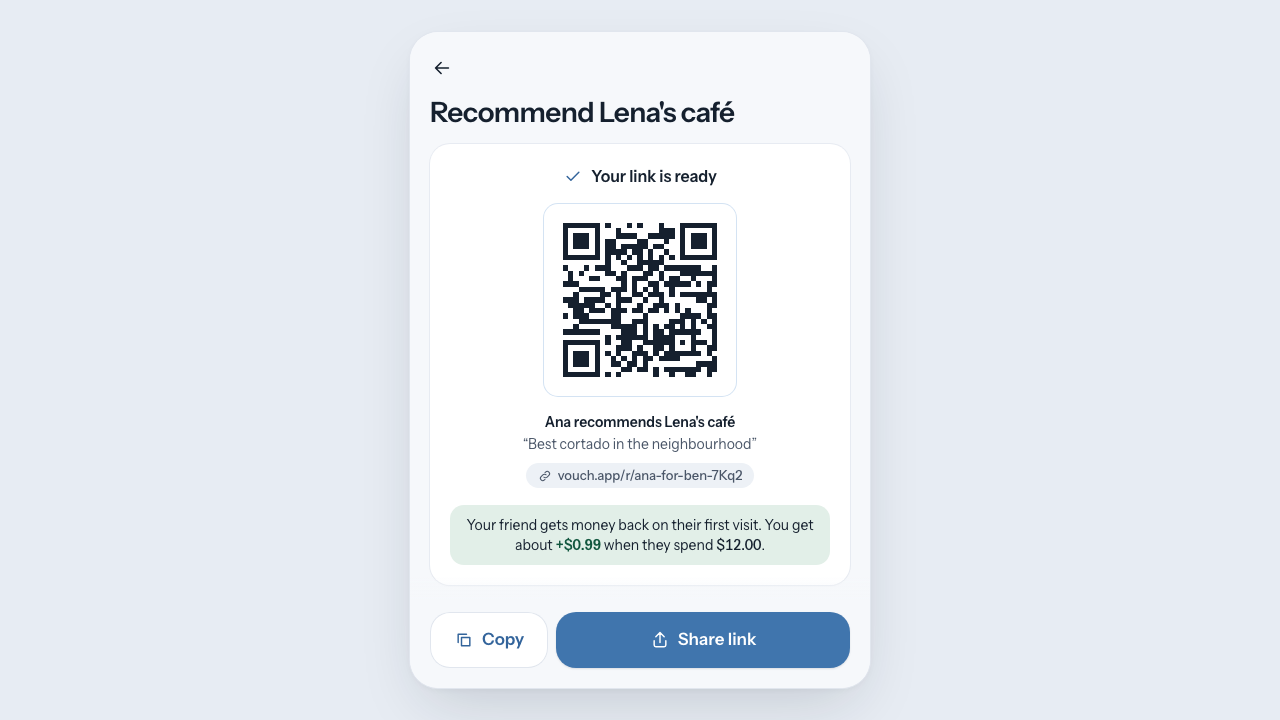 Recommend Lena's café
Your link is ready
Ana recommends Lena's café
“Best cortado in the neighbourhood”
vouch.app/r/ana-for-ben-7Kq2
Your friend gets money back on their first visit. You get
about +$0.99 when they spend $12.00.
Copy
Share link